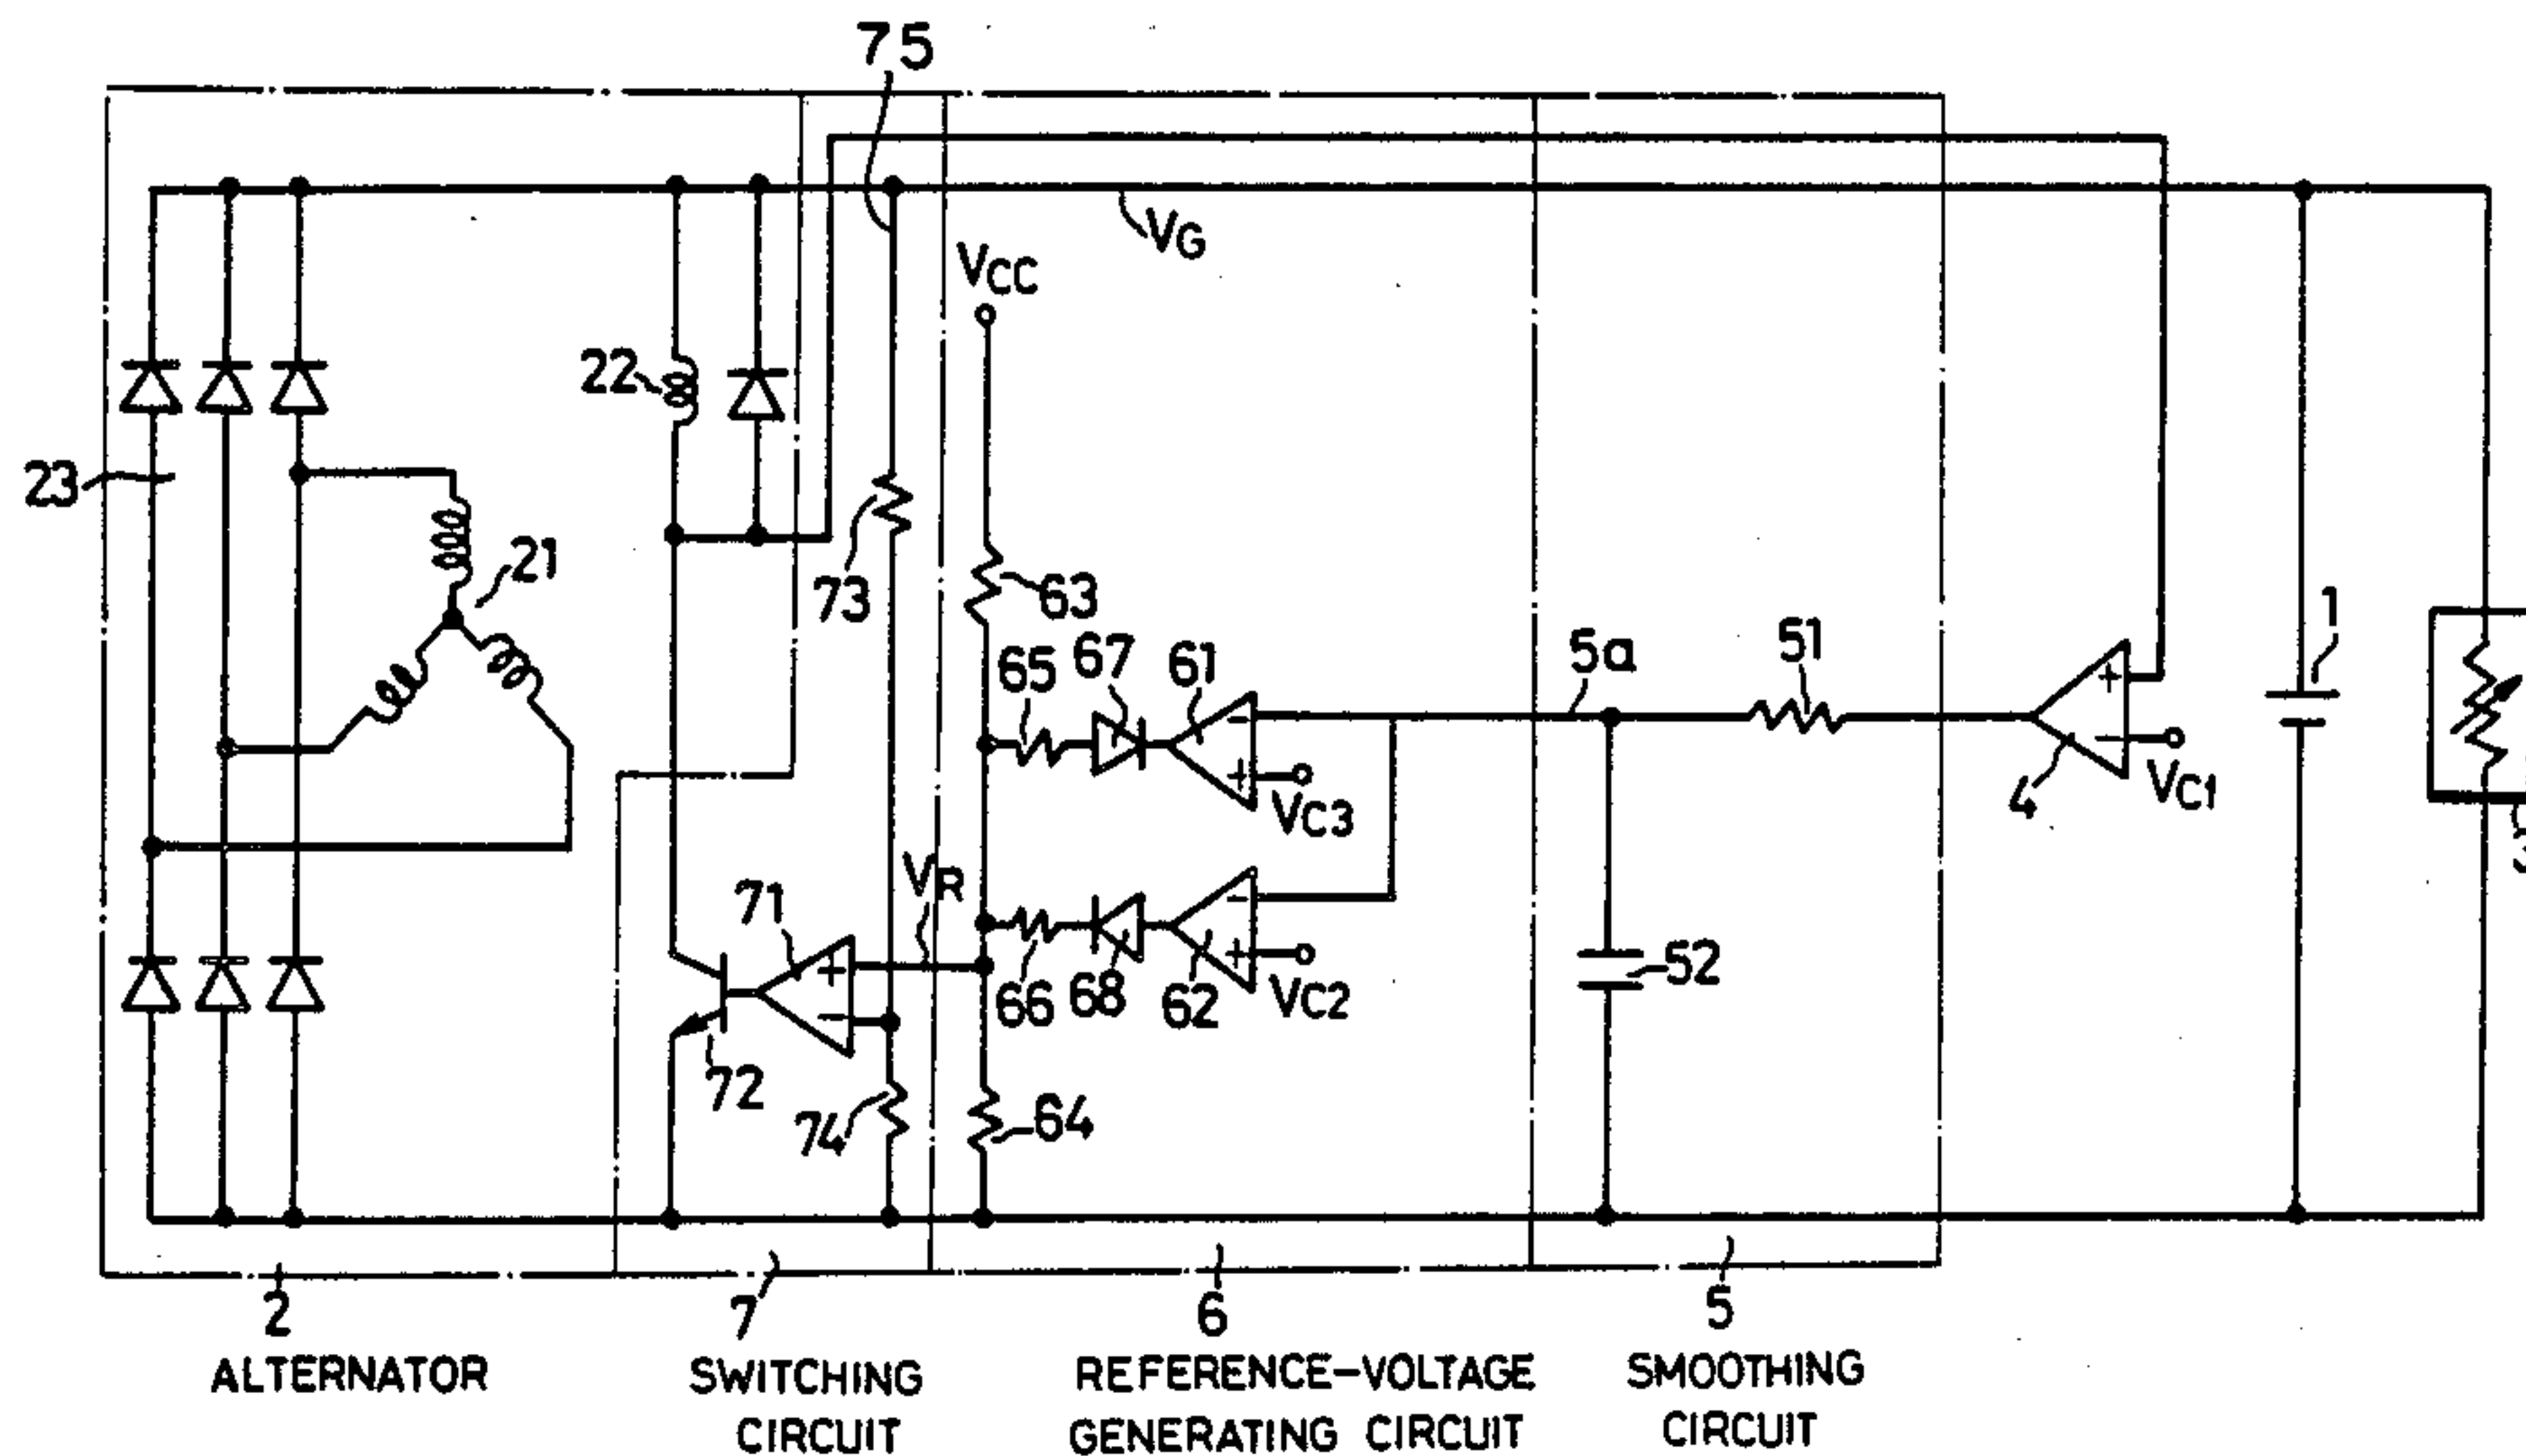 75
VG
VCC
22
23
21
73
63
65
67
61
5a
51
1
4
VC1
VC3
VR
71
72
74
66
68
62
VC2
64
52
2
7
6
5
ALTERNATOR
SWITCHING
CIRCUIT
REFERENCE-VOLTAGE
GENERATING CIRCUIT
SMOOTHING
CIRCUIT